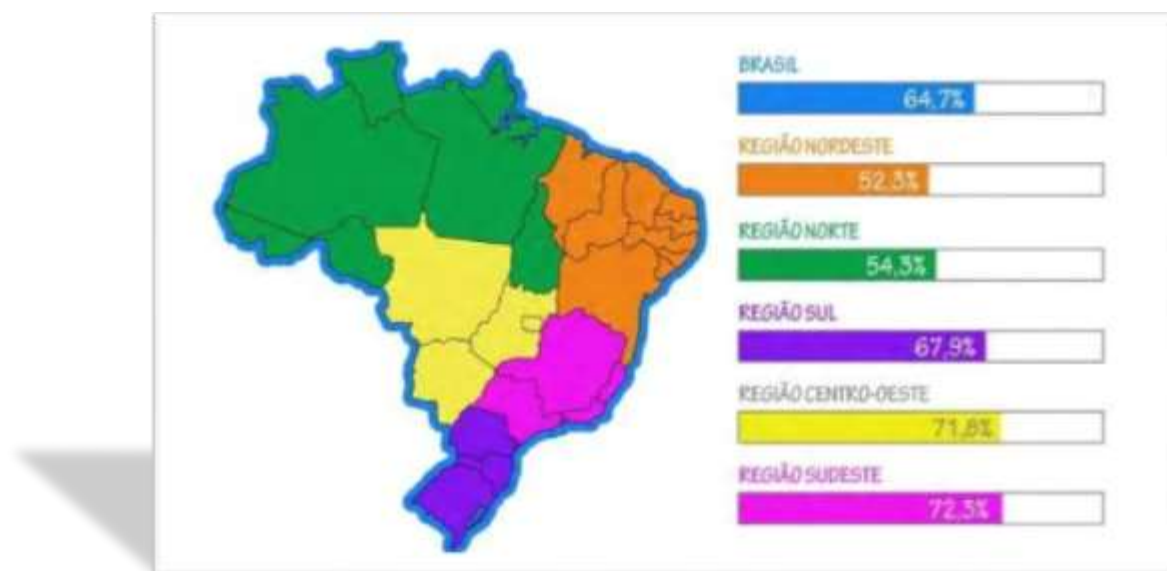 BRASIL
64,7%
REGIÃO NORDESTE
52,3%
REGIÃO NORTE
54,3%
REGIÃO SUL
67,9%
REGIÃO CENTRO-OESTE
71,8%
REGIÃO SUDESTE
72,3%